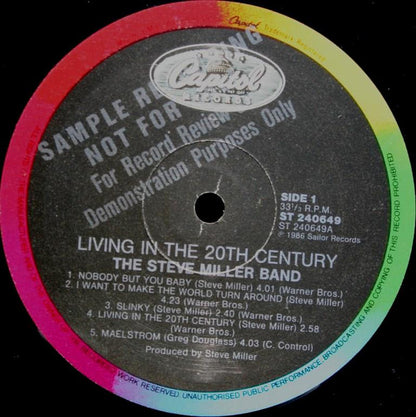 Capitol
Trademark Registered
SAMPLE RECORDING
NOT FOR
For Record Review
Demonstration Purposes Only
Capitol
RECORDS
SIDE 1
33⅓ R.P.M.
ST 240649
ST 240649A
℗ 1986 Sailor Records
LIVING IN THE 20TH CENTURY
THE STEVE MILLER BAND
1. NOBODY BUT YOU BABY (Steve Miller) 4.01 (Warner Bros.)
2. I WANT TO MAKE THE WORLD TURN AROUND (Steve Miller)
4.23 (Warner Bros.)
3. SLINKY (Steve Miller) 2.40 (Warner Bros.)
4. LIVING IN THE 20TH CENTURY (Steve Miller) 2.58
(Warner Bros.)
5. MAELSTROM (Greg Douglass) 4.03 (C. Control)
Produced by Steve Miller
WORK RESERVED. UNAUTHORISED PUBLIC PERFORMANCE, BROADCASTING AND COPYING OF THIS RECORD PROHIBITED